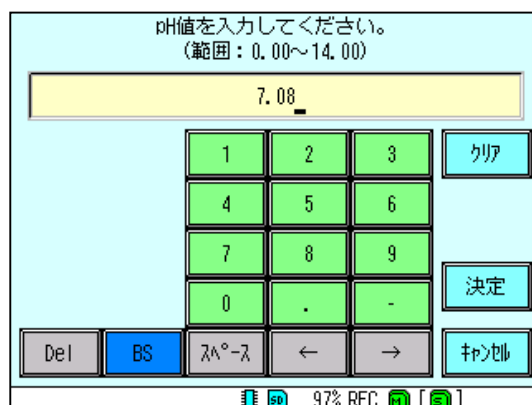 pH値を入力してください。
(範囲：0.00～14.00)
7.08_
1 2 3 ｸﾘｱ
4 5 6
7 8 9
0 . - 決定
Del BS ｽﾍﾟｰｽ ← → ｷｬﾝｾﾙ
SD 97% REC M [S]